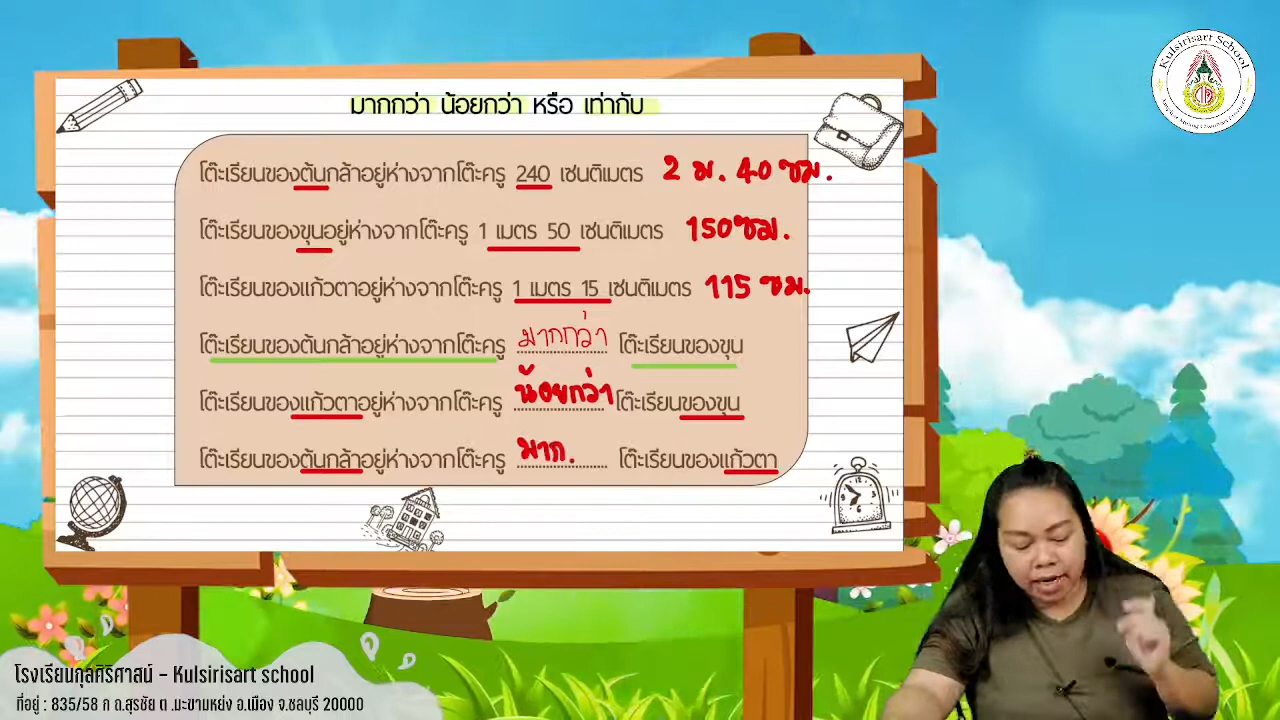 Kulsirisart School
มากกว่า น้อยกว่า หรือ เท่ากับ
โต๊ะเรียนของต้นกล้าอยู่ห่างจากโต๊ะครู 240 เซนติเมตร 2 ม. 40 ซม.
โต๊ะเรียนของขุนอยู่ห่างจากโต๊ะครู 1 เมตร 50 เซนติเมตร 150 ซม.
โต๊ะเรียนของแก้วตาอยู่ห่างจากโต๊ะครู 1 เมตร 15 เซนติเมตร 115 ซม.
โต๊ะเรียนของต้นกล้าอยู่ห่างจากโต๊ะครู มากกว่า โต๊ะเรียนของขุน
โต๊ะเรียนของแก้วตาอยู่ห่างจากโต๊ะครู น้อยกว่า โต๊ะเรียนของขุน
โต๊ะเรียนของต้นกล้าอยู่ห่างจากโต๊ะครู มาก. โต๊ะเรียนของแก้วตา
โรงเรียนกุลศิริศาสน์ - Kulsirisart school
ที่อยู่ : 835/58 ก ถ.สุรชัย ต .มะขามหย่ง อ.เมือง จ.ชลบุรี 20000